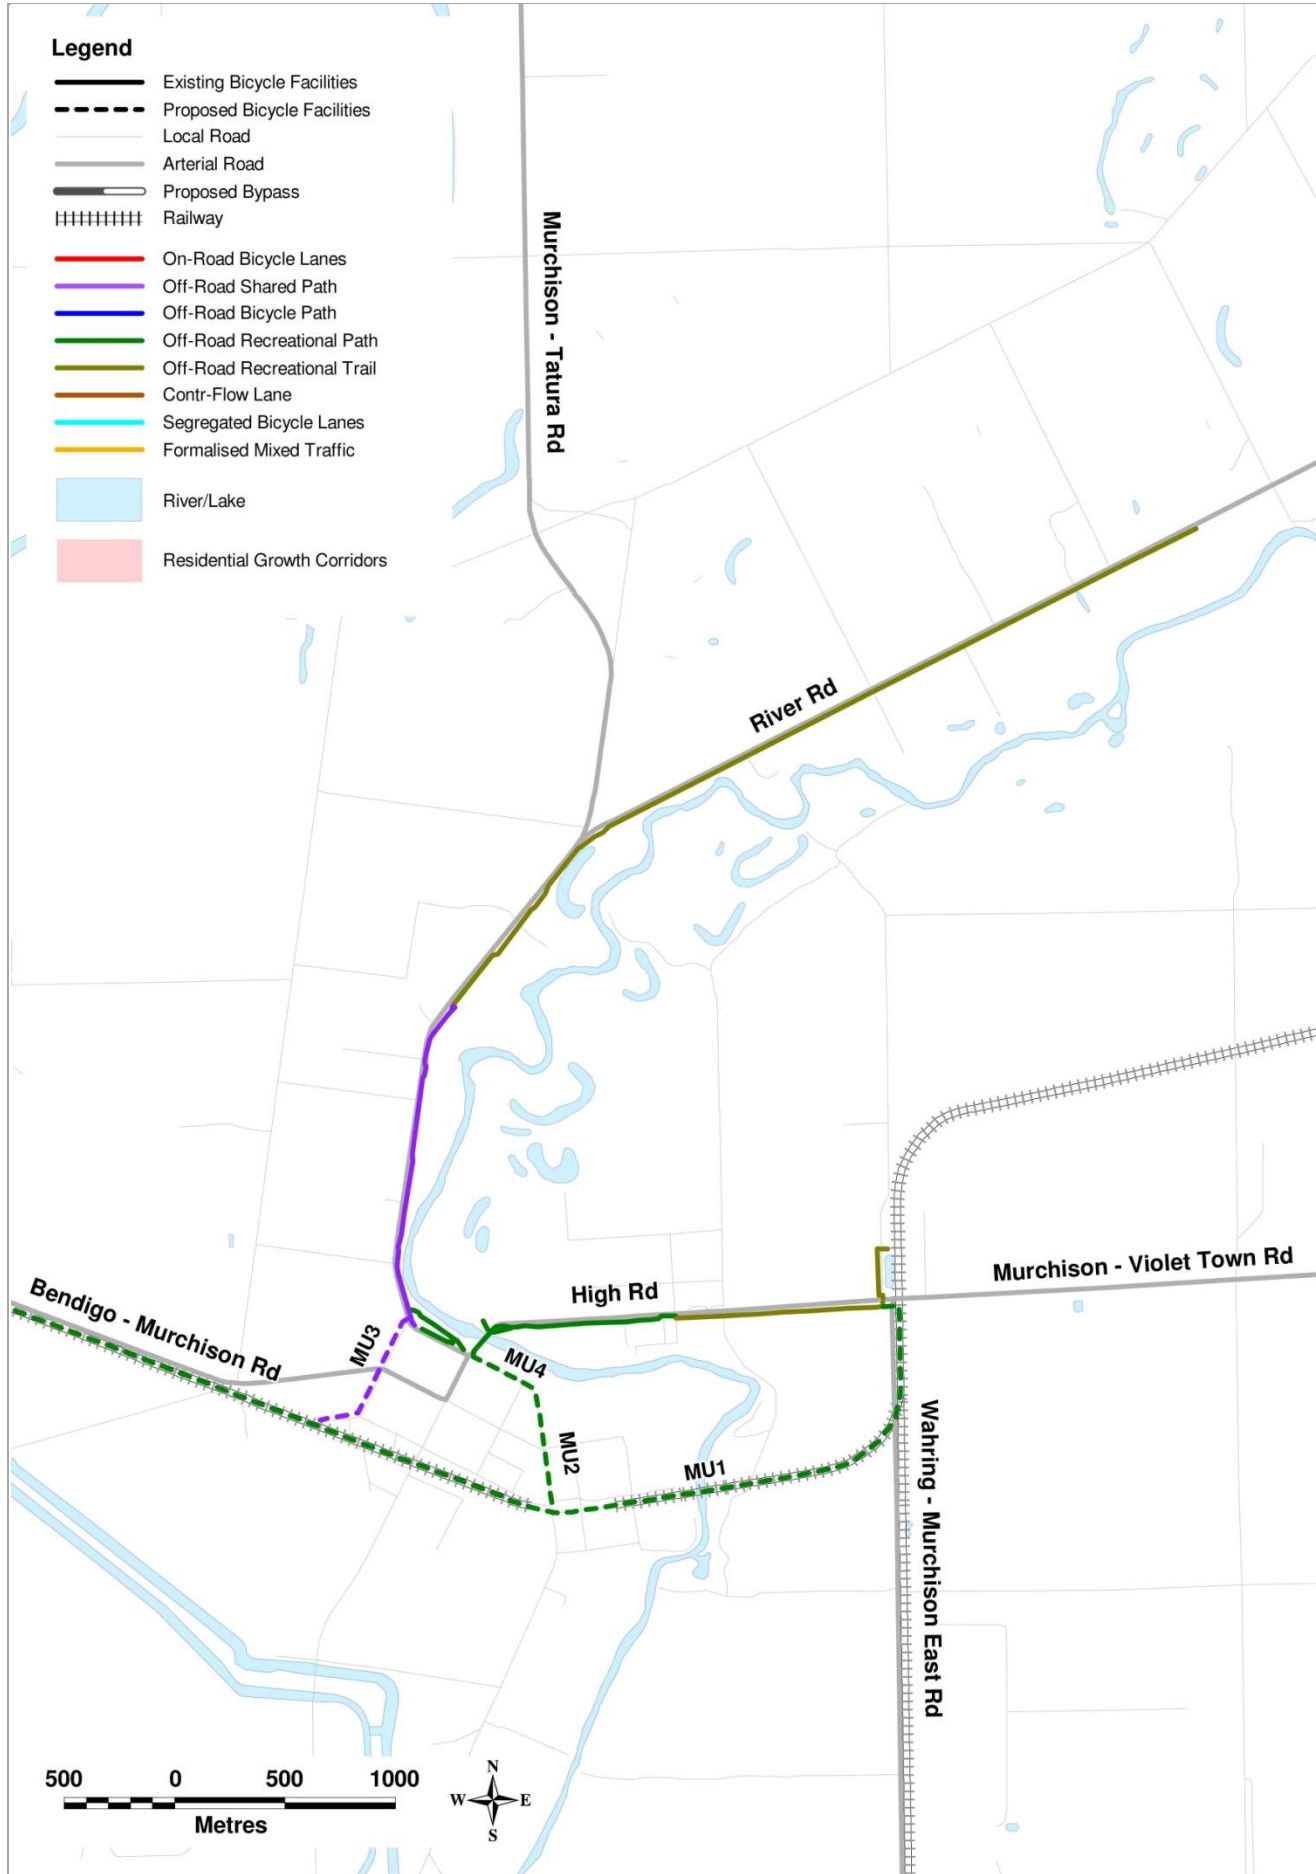 Legend
Existing Bicycle Facilities
Proposed Bicycle Facilities
Local Road
Arterial Road
Proposed Bypass
Railway
On-Road Bicycle Lanes
Off-Road Shared Path
Off-Road Bicycle Path
Off-Road Recreational Path
Off-Road Recreational Trail
Contr-Flow Lane
Segregated Bicycle Lanes
Formalised Mixed Traffic
River/Lake
Residential Growth Corridors
Murchison - Tatura Rd
River Rd
High Rd
Murchison - Violet Town Rd
Bendigo - Murchison Rd
MU3
MU4
MU2
MU1
Wahring - Murchison East Rd
500 0 500 1000
Metres
N
W E
S